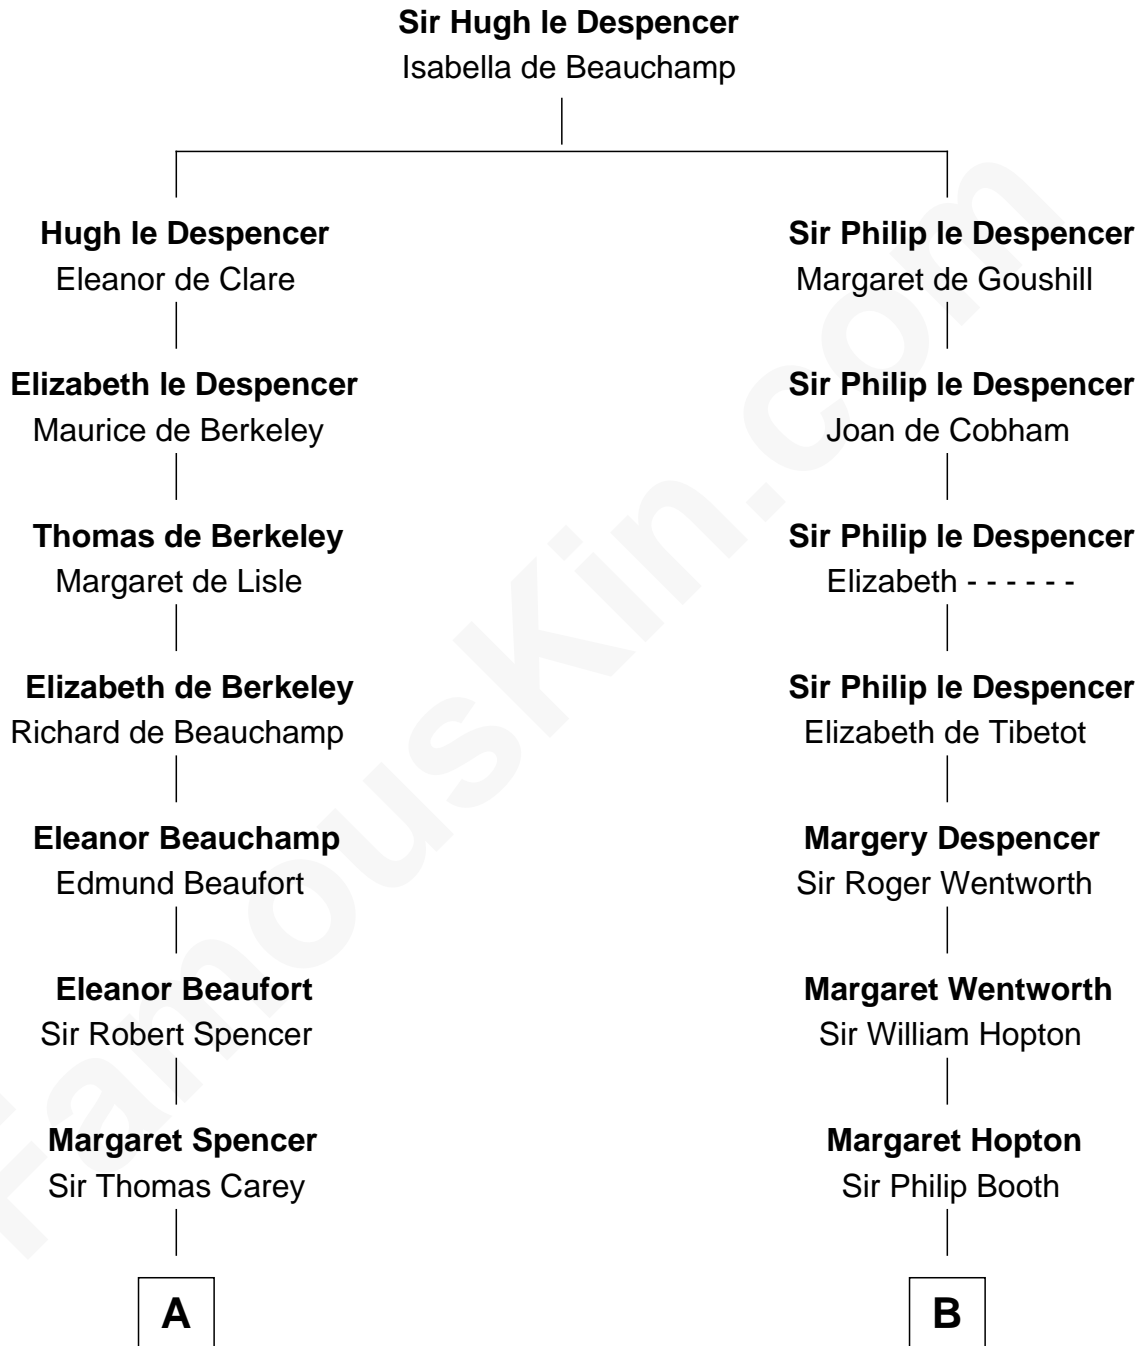 Sir Hugh le Despencer
Isabella de Beauchamp
Hugh le Despencer
Eleanor de Clare
Sir Philip le Despencer
Margaret de Goushill
Elizabeth le Despencer
Maurice de Berkeley
Sir Philip le Despencer
Joan de Cobham
Thomas de Berkeley
Margaret de Lisle
Sir Philip le Despencer
Elizabeth - - - - - -
Elizabeth de Berkeley
Richard de Beauchamp
Sir Philip le Despencer
Elizabeth de Tibetot
Eleanor Beauchamp
Edmund Beaufort
Margery Despencer
Sir Roger Wentworth
Eleanor Beaufort
Sir Robert Spencer
Margaret Wentworth
Sir William Hopton
Margaret Spencer
Sir Thomas Carey
Margaret Hopton
Sir Philip Booth
A
B
FamousKin.com